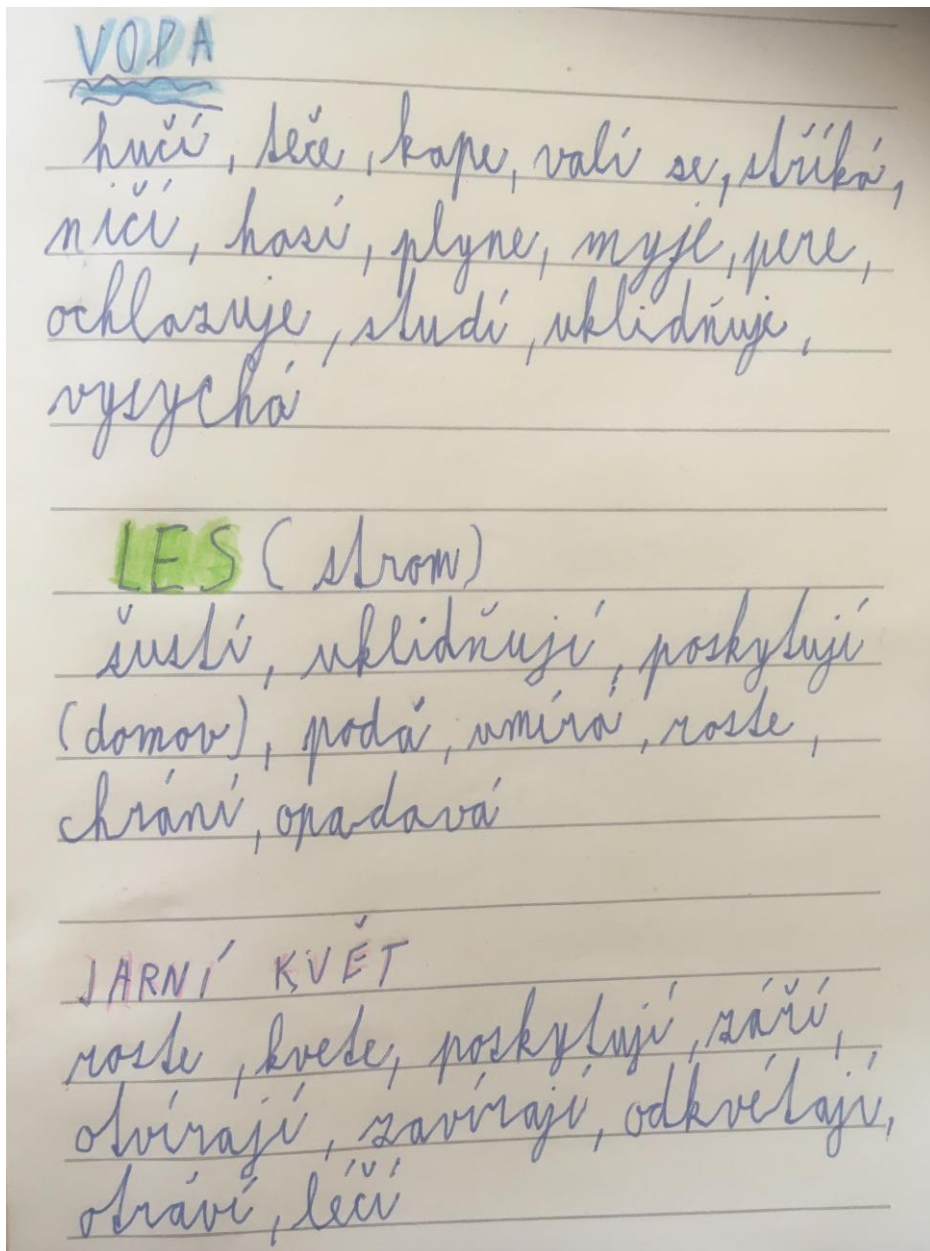 VODA
hučí, teče, kape, valí se, stříká,
ničí, hasí, plyne, myje, pere,
ochlazuje, studí, uklidňuje,
vysychá
LES (strom)
šustí, uklidňují, poskytují
(domov), padá, umírá, roste,
chrání, opadavá
JARNÍ KVĚT
roste, kvete, poskytují, září,
otvírají, zavírají, odkvétají,
otráví, léčí